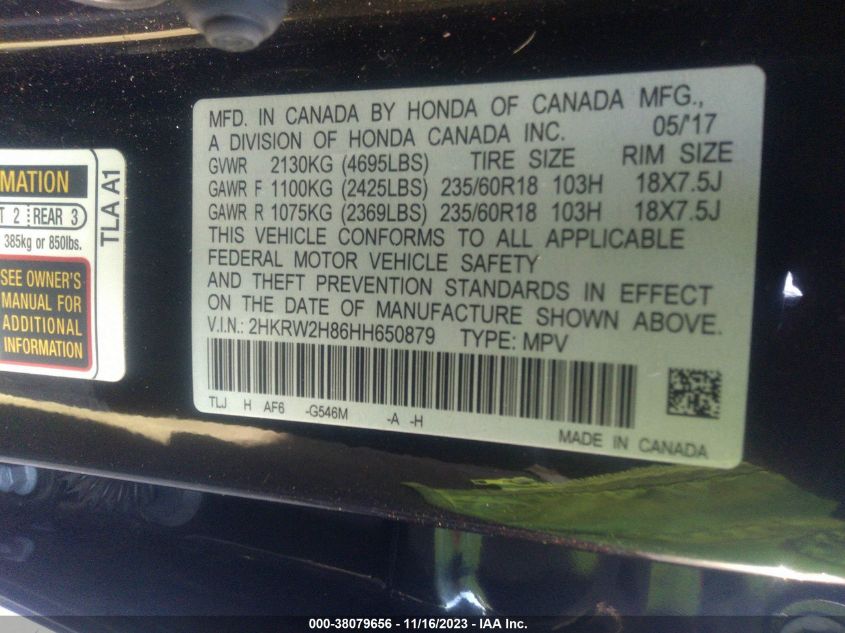 MFD. IN CANADA BY HONDA OF CANADA MFG.,
A DIVISION OF HONDA CANADA INC. 05/'17
GVWR 2130KG (4695LBS) TIRE SIZE RIM SIZE
GAWR F 1100KG (2425LBS) 235/60R18 103H 18X7.5J
GAWR R 1075KG (2369LBS) 235/60R18 103H 18X7.5J
THIS VEHICLE CONFORMS TO ALL APPLICABLE
FEDERAL MOTOR VEHICLE SAFETY
AND THEFT PREVENTION STANDARDS IN EFFECT
ON THE DATE OF MANUFACTURE SHOWN ABOVE.
V.I.N.: 2HKRW2H86HH650879 TYPE: MPV
TLJ H AF6 -G546M -A -H
MADE IN CANADA
MATION
T 2 REAR 3
385kg or 850lbs.
SEE OWNER'S
MANUAL FOR
ADDITIONAL
INFORMATION
TLA A1
000-38079656 - 11/16/2023 - IAA Inc.